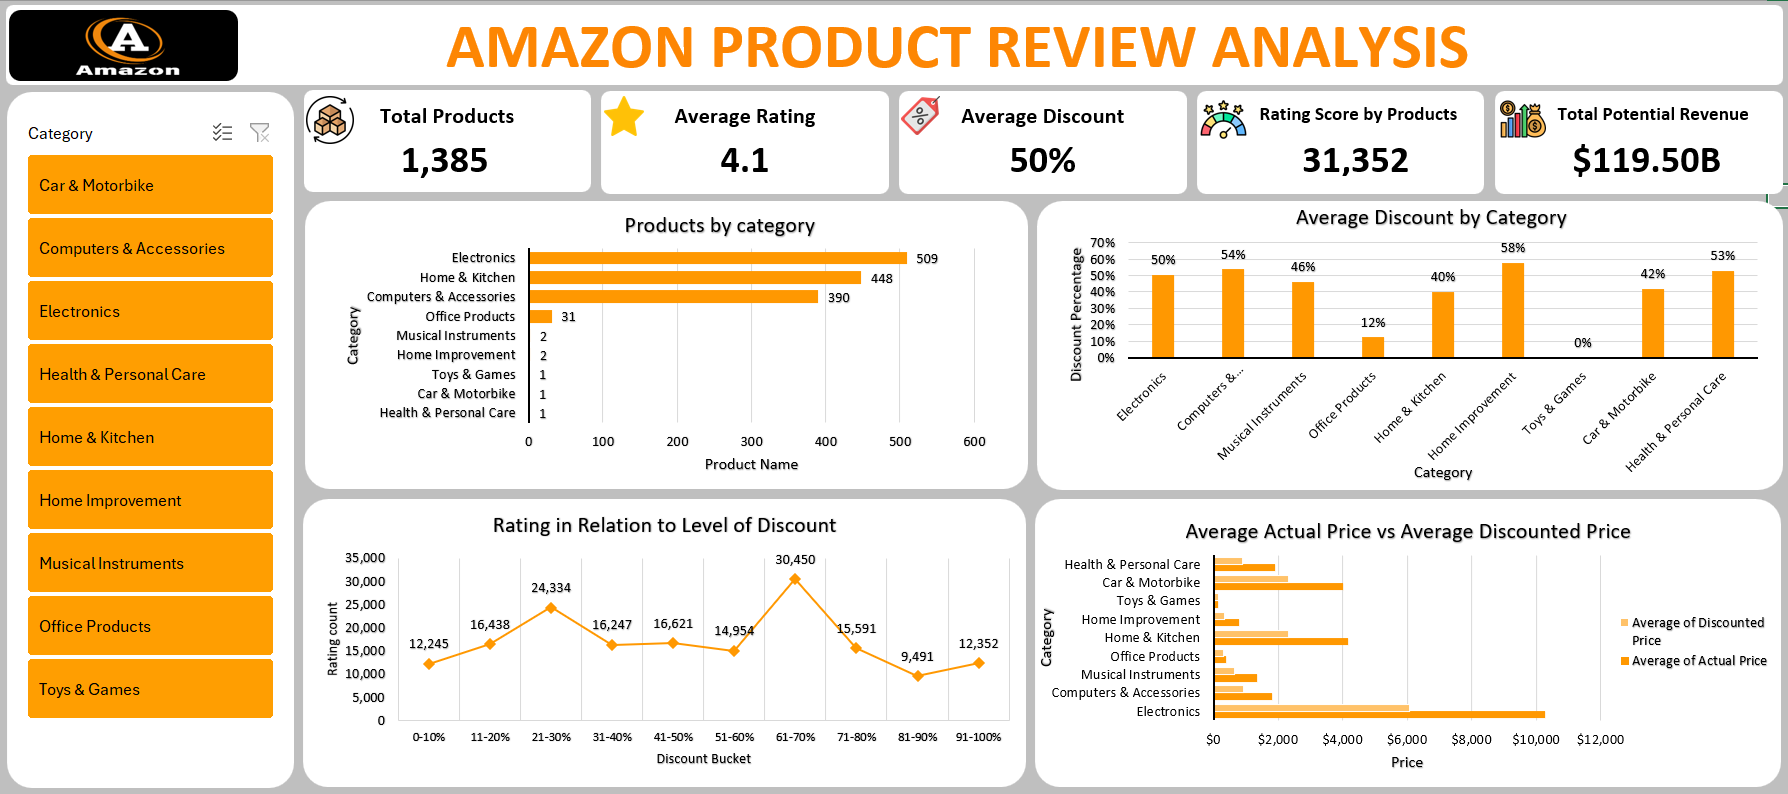 A
Amazon
AMAZON PRODUCT REVIEW ANALYSIS
Category
Car & Motorbike
Computers & Accessories
Electronics
Health & Personal Care
Home & Kitchen
Home Improvement
Musical Instruments
Office Products
Toys & Games
Total Products
1,385
Average Rating
4.1
%
Average Discount
50%
Rating Score by Products
31,352
Total Potential Revenue
$119.50B
Products by category
Category
Electronics 509
Home & Kitchen 448
Computers & Accessories 390
Office Products 31
Musical Instruments 2
Home Improvement 2
Toys & Games 1
Car & Motorbike 1
Health & Personal Care 1
0 100 200 300 400 500 600
Product Name
Average Discount by Category
Discount Percentage
70%
60%
50%
40%
30%
20%
10%
0%
50% 54% 46% 12% 40% 58% 0% 42% 53%
Electronics
Computers &...
Musical Instruments
Office Products
Home & Kitchen
Home Improvement
Toys & Games
Car & Motorbike
Health & Personal Care
Category
Rating in Relation to Level of Discount
Rating count
35,000
30,000
25,000
20,000
15,000
10,000
5,000
0
12,245 16,438 24,334 16,247 16,621 14,954 30,450 15,591 9,491 12,352
0-10% 11-20% 21-30% 31-40% 41-50% 51-60% 61-70% 71-80% 81-90% 91-100%
Discount Bucket
Average Actual Price vs Average Discounted Price
Category
Health & Personal Care
Car & Motorbike
Toys & Games
Home Improvement
Home & Kitchen
Office Products
Musical Instruments
Computers & Accessories
Electronics
$0 $2,000 $4,000 $6,000 $8,000 $10,000 $12,000
Price
Average of Discounted
Price
Average of Actual Price